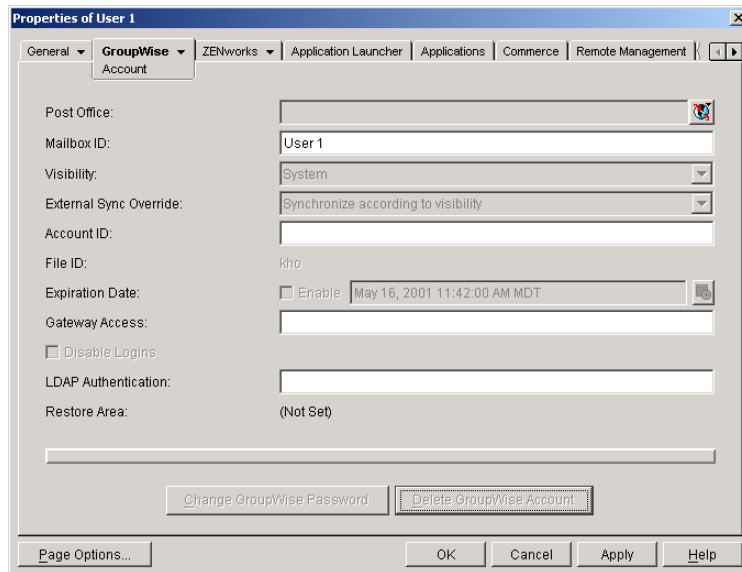 Properties of User 1
General GroupWise ZENworks Application Launcher Applications Commerce Remote Management
Account
Post Office:
Mailbox ID: User 1
Visibility: System
External Sync Override: Synchronize according to visibility
Account ID:
File ID: kho
Expiration Date: Enable May 16, 2001 11:42:00 AM MDT
Gateway Access:
Disable Logins
LDAP Authentication:
Restore Area: (Not Set)
Change GroupWise Password Delete GroupWise Account
Page Options... OK Cancel Apply Help